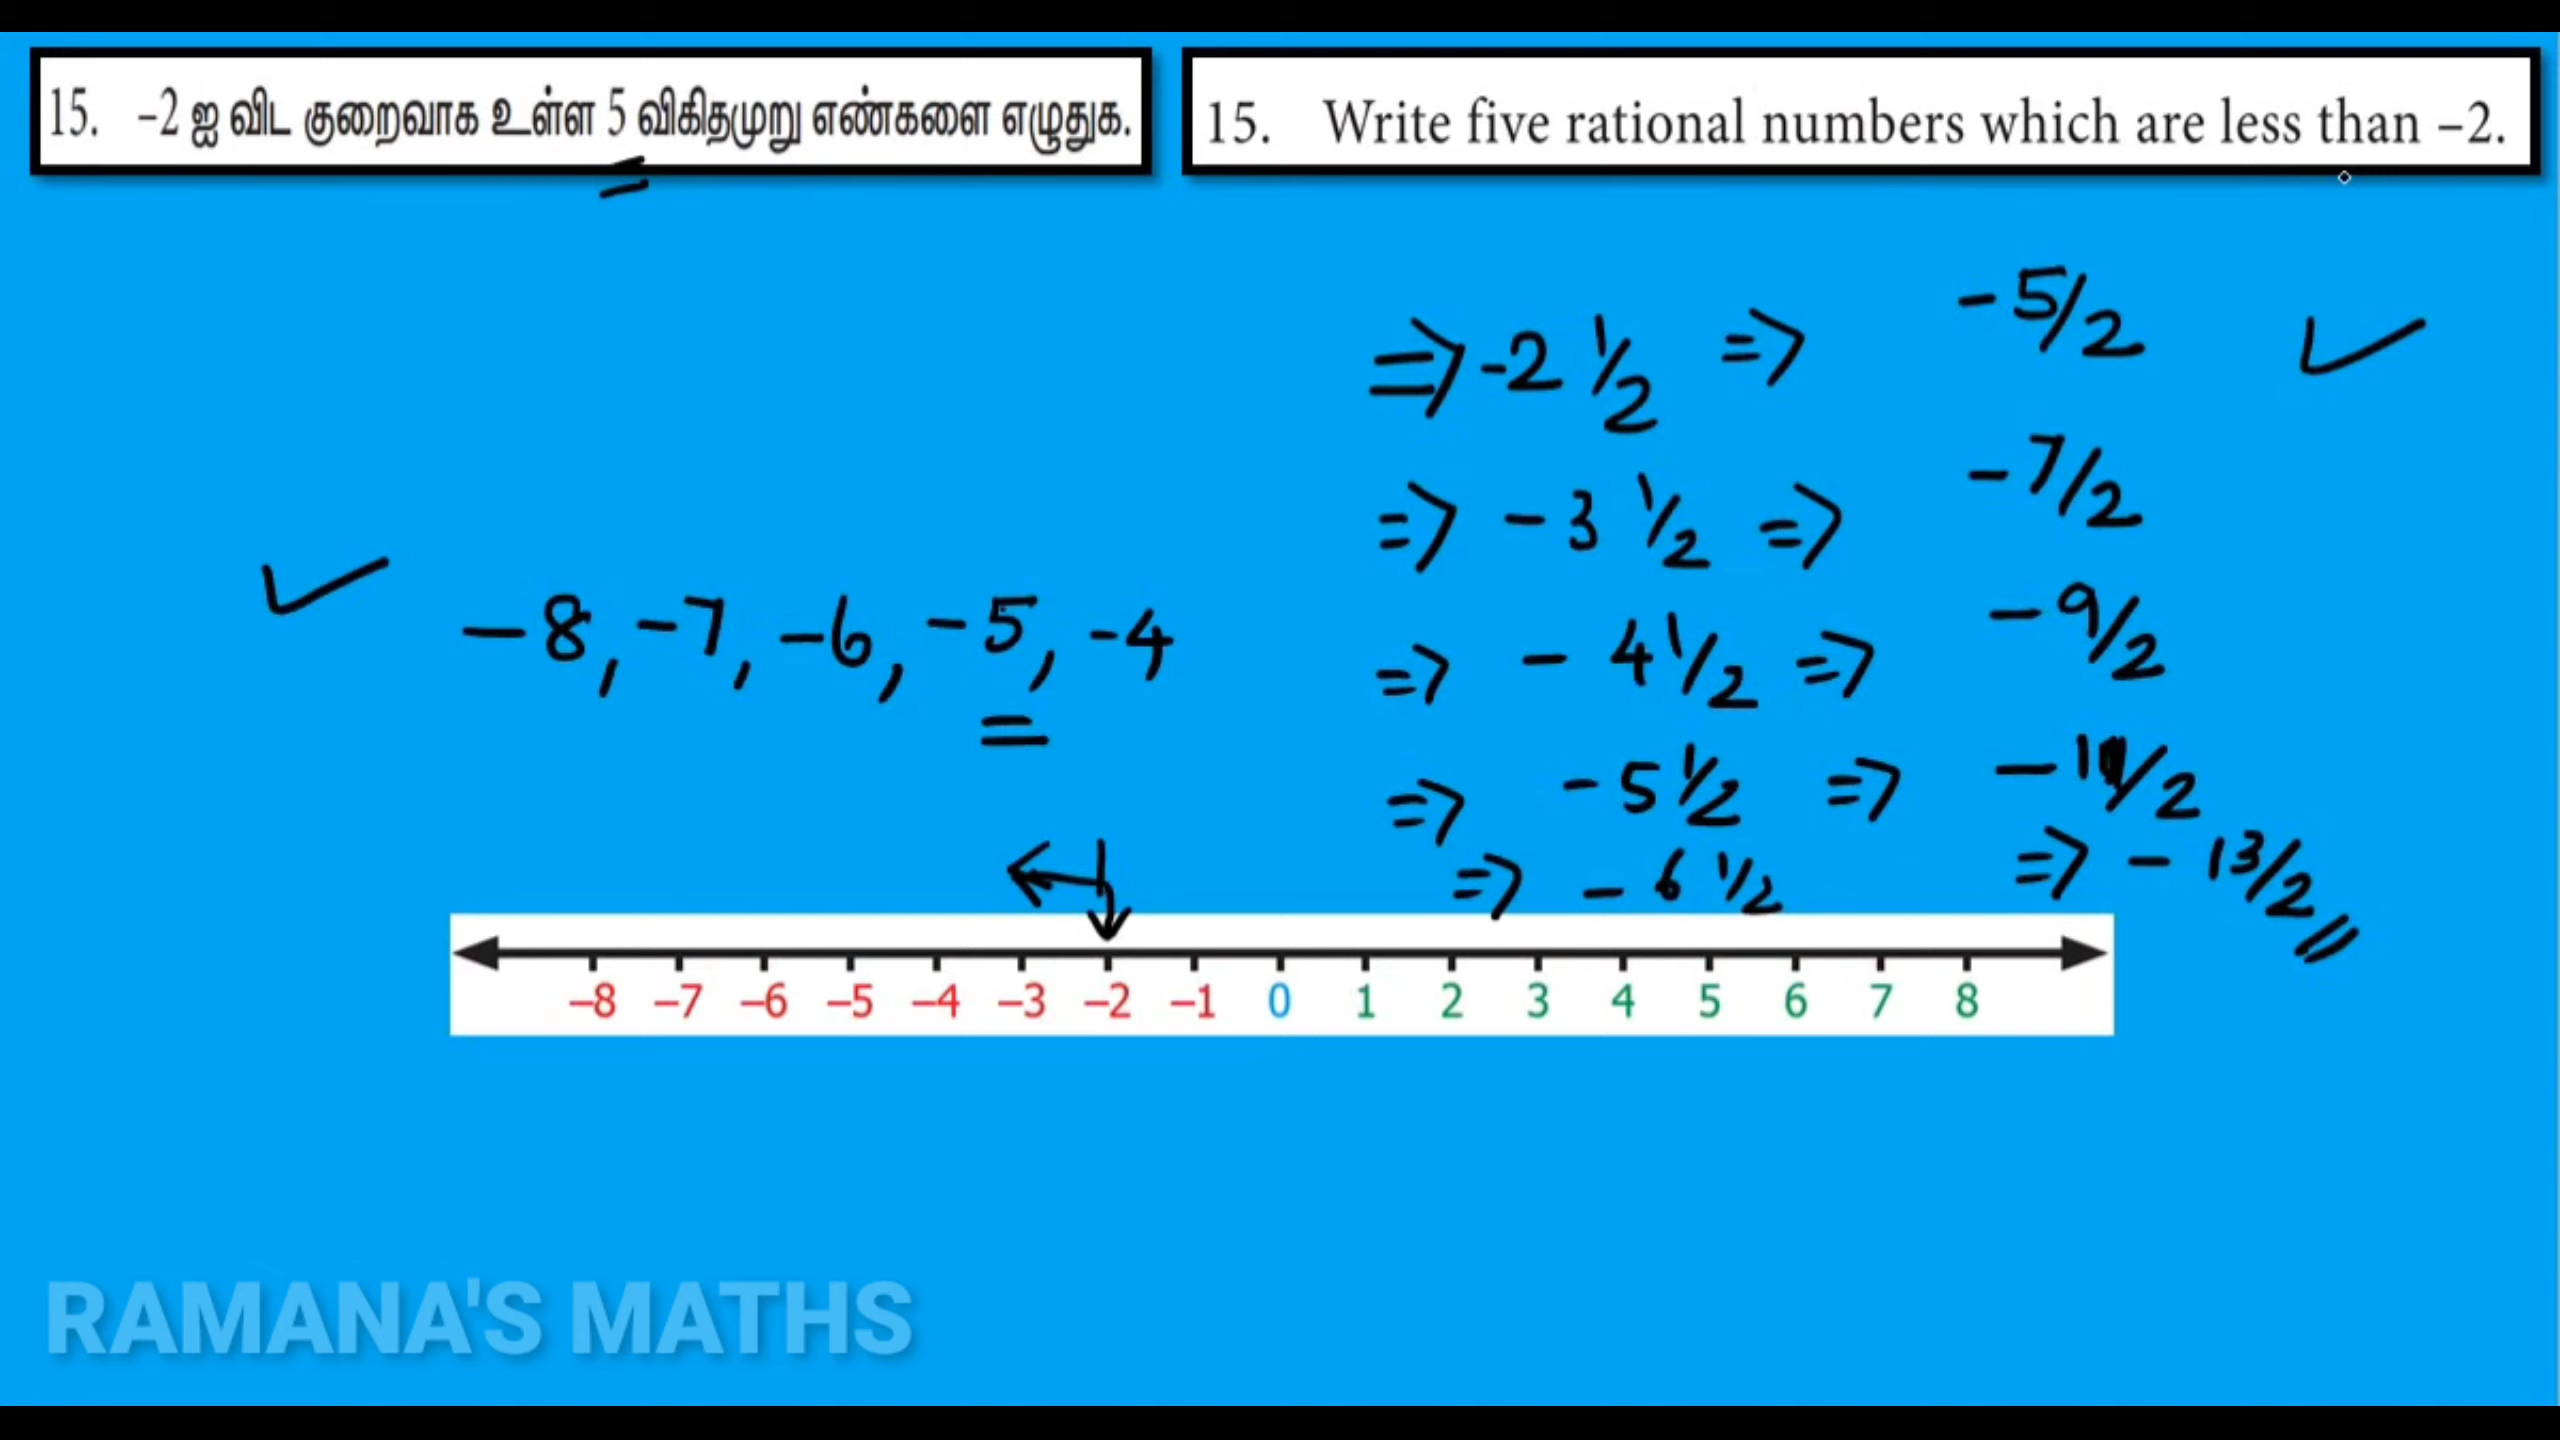 15. –2 ஐ விட குறைவாக உள்ள 5 விகிதமுறு எண்களை எழுதுக.
15. Write five rational numbers which are less than –2.
=> -2 1/2 => -5/2
=> -3 1/2 => -7/2
=> -4 1/2 => -9/2
-8, -7, -6, -5, -4
=> -5 1/2 => -11/2
=> -6 1/2 => -13/2
–8 –7 –6 –5 –4 –3 –2 –1 0 1 2 3 4 5 6 7 8
RAMANA'S MATHS